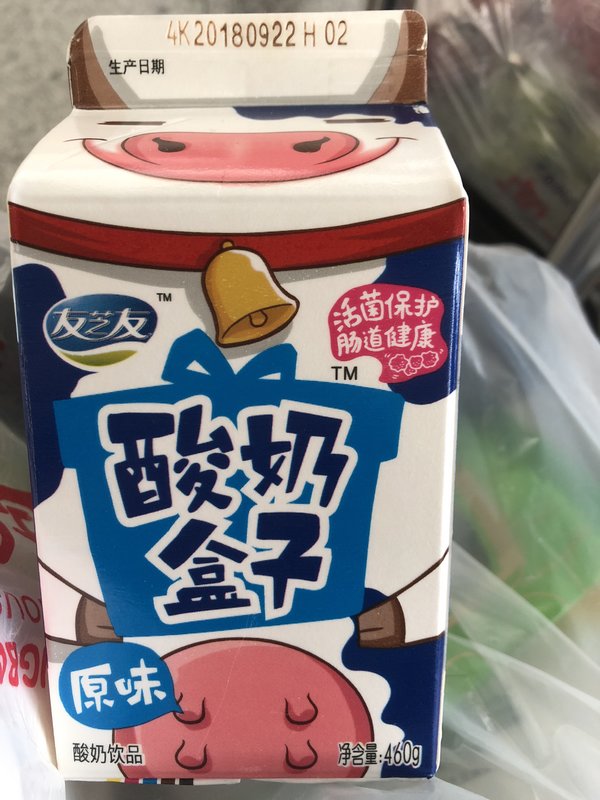 4K20180922 H 02
生产日期
友芝友 TM
活菌保护
肠道健康
TM
酸奶
盒子
原味
酸奶饮品
净含量:460g